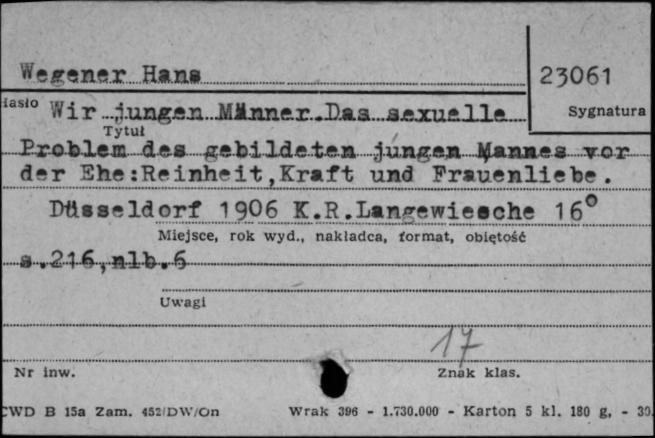 Wegener Hans
23061
Hasło Wir jungen Männer.Das sexuelle
Sygnatura
Tytuł
Problem des gebildeten jungen Mannes vor
der Ehe:Reinheit,Kraft und Frauenliebe.
Düsseldorf 1906 K.R.Langewiesche 16°
Miejsce, rok wyd., nakładca, format, objętość
s.216,nlb.6
Uwagi
17
Nr inw.
Znak klas.
CWD B 15a Zam. 452/DW/On Wrak 396 - 1.730.000 - Karton 5 kl. 180 g, - 30.